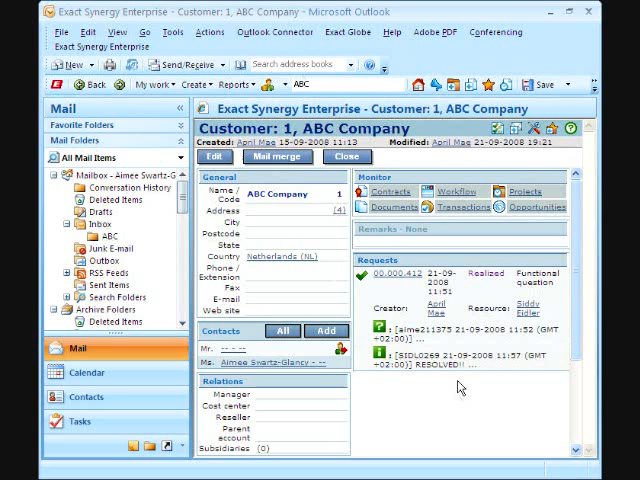 Exact Synergy Enterprise - Customer: 1, ABC Company - Microsoft Outlook
File Edit View Go Tools Actions Outlook Connector Exact Globe Help Adobe PDF Conferencing
Exact Synergy Enterprise
New Send/Receive Search address books
Back My work Create Reports ABC Save
Mail
Favorite Folders
Mail Folders
All Mail Items
Mailbox - Aimee Swartz-G
Conversation History
Deleted Items
Drafts
Inbox
ABC
Junk E-mail
Outbox
RSS Feeds
Sent Items
Search Folders
Archive Folders
Deleted Items
Mail
Calendar
Contacts
Tasks
Exact Synergy Enterprise - Customer: 1, ABC Company
Customer: 1, ABC Company
Created: April Mae 15-09-2008 11:13 Modified: April Mae 21-09-2008 19:21
Edit Mail merge Close
General
Name / Code ABC Company 1
Address (4)
City
Postcode
State
Country Netherlands (NL)
Phone / Extension
Fax
E-mail
Web site
Contacts All Add
Mr. -- --
Ms. Aimee Swartz-Glancy - --
Relations
Manager
Cost center
Reseller
Parent account
Subsidiaries (0)
Monitor
Contracts Workflow Projects
Documents Transactions Opportunities
Remarks - None
Requests
00.000.412 21-09-2008 11:51 Realized Functional question
Creator: April Mae Resource: Siddy Eidler
: [aime211375 21-09-2008 11:52 (GMT +02:00)] ...
: [SIDL0269 21-09-2008 11:57 (GMT +02:00)] RESOLVED!! ...